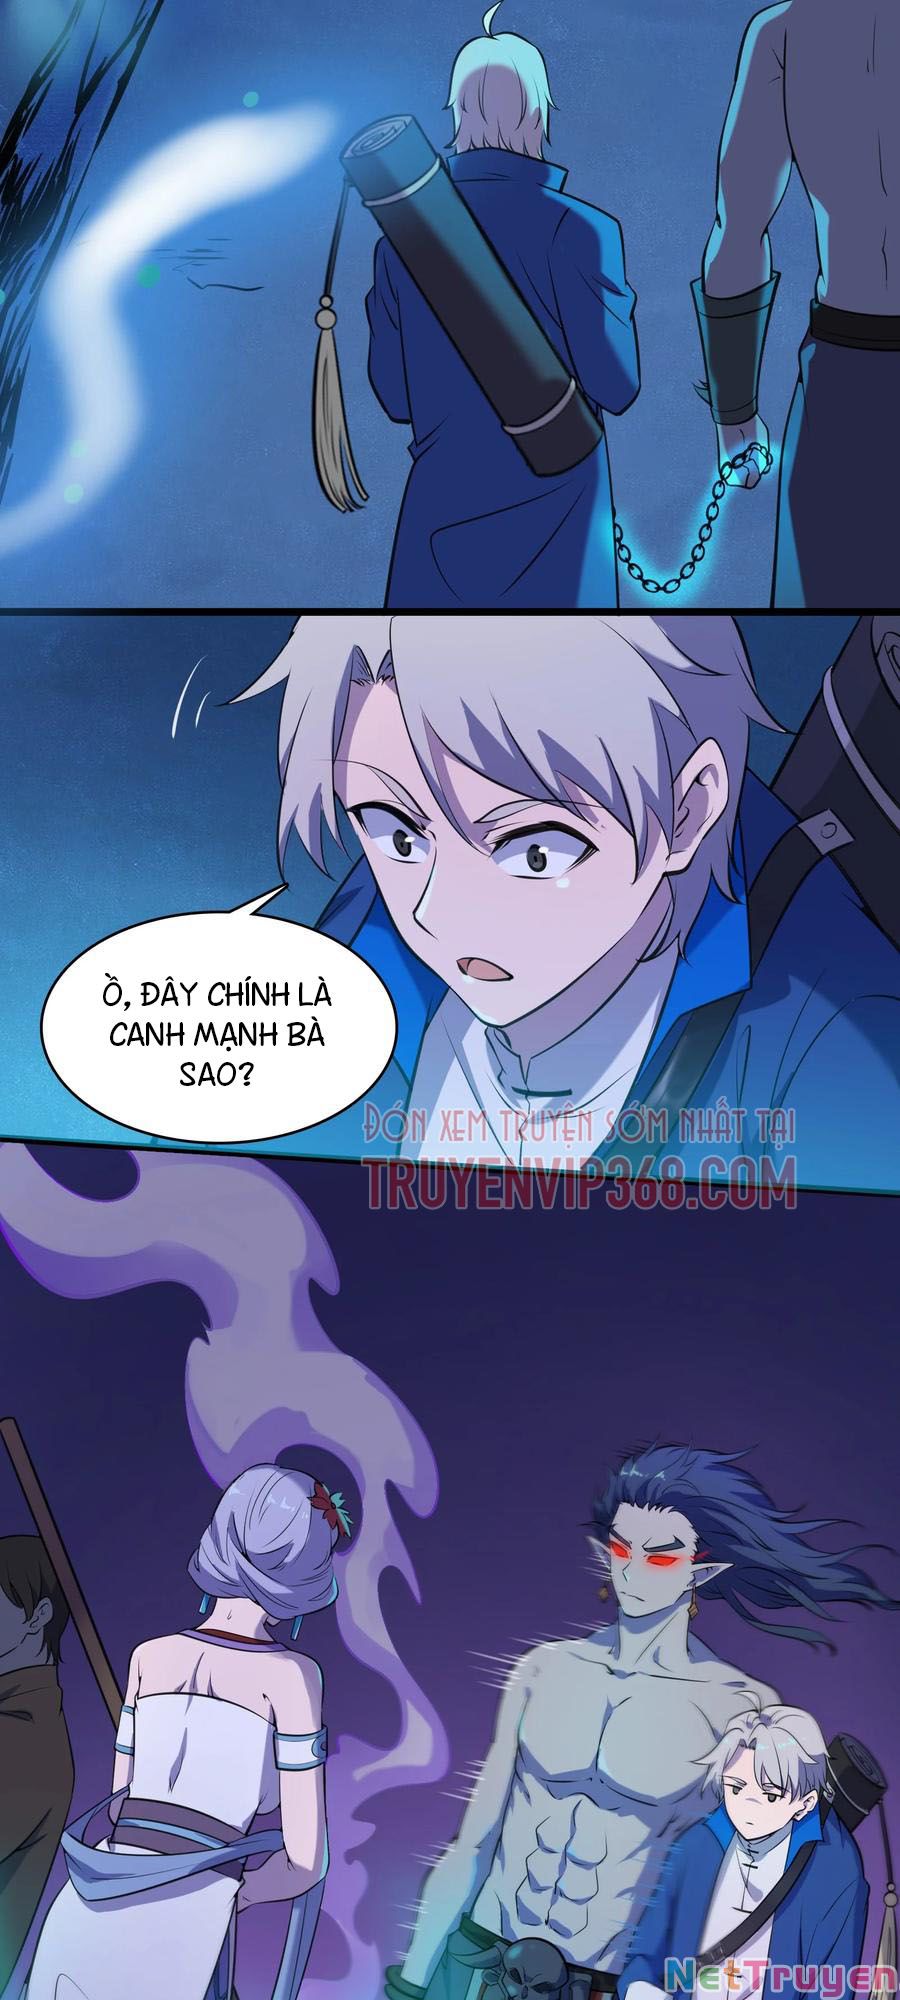 Ồ, ĐÂY CHÍNH LÀ
CANH MẠNH BÀ
SAO?
ĐÓN XEM TRUYỆN SỚM NHẤT TẠI
TRUYENVIP368.COM
NetTruyen